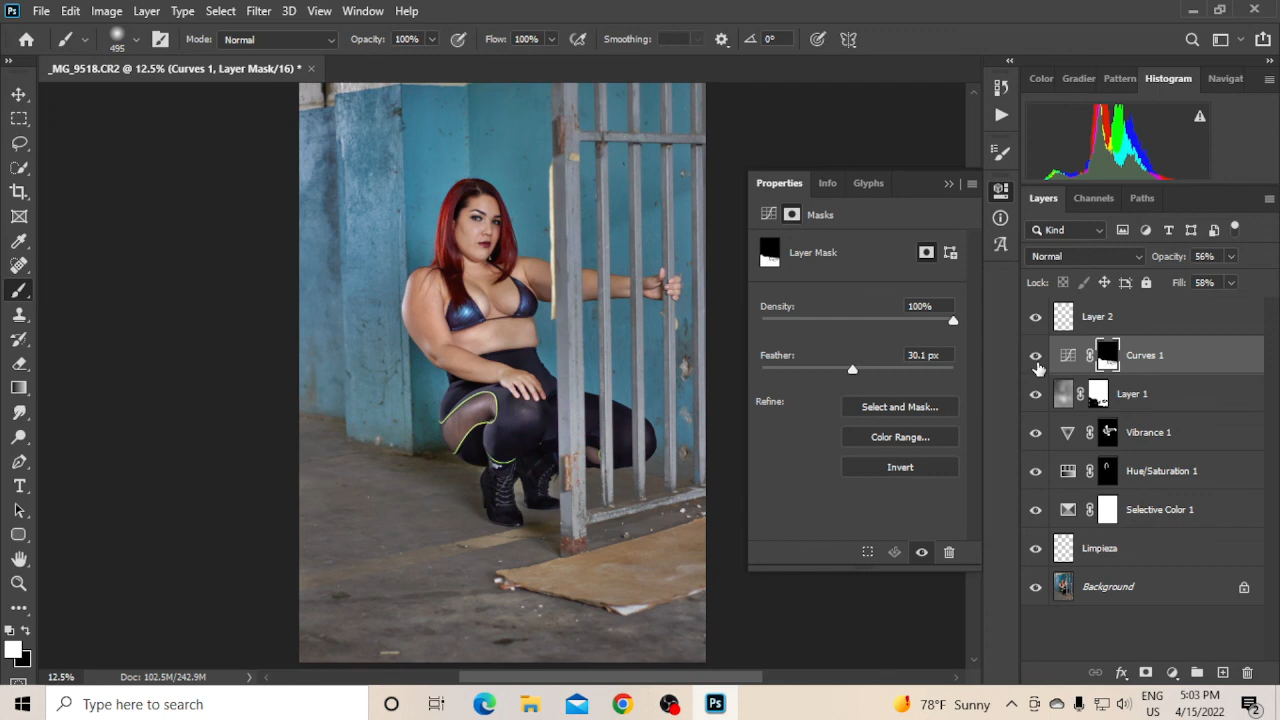 Ps File Edit Image Layer Type Select Filter 3D View Window Help
495 Mode: Normal Opacity: 100% Flow: 100% Smoothing: 0°
_MG_9518.CR2 @ 12.5% (Curves 1, Layer Mask/16) * ×
Color Gradier Pattern Histogram Navigat
Properties Info Glyphs
Masks
Layer Mask
Density: 100%
Feather: 30.1 px
Refine: Select and Mask...
Color Range...
Invert
Layers Channels Paths
Kind
Normal Opacity: 56%
Lock: Fill: 58%
Layer 2
Curves 1
Layer 1
Vibrance 1
Hue/Saturation 1
Selective Color 1
Limpieza
Background
fx
12.5% Doc: 102.5M/242.9M
Type here to search
Ps
78°F Sunny
ENG
US
5:03 PM
4/15/2022
2